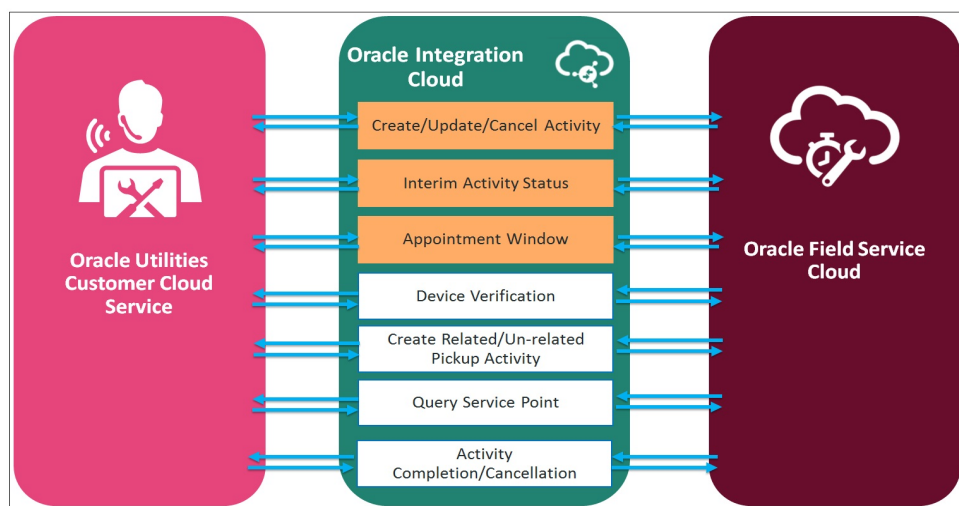 Oracle Integration
Cloud
Create/Update/Cancel Activity
Interim Activity Status
Appointment Window
Device Verification
Create Related/Un-related
Pickup Activity
Query Service Point
Activity
Completion/Cancellation
Oracle Utilities
Customer Cloud
Service
Oracle Field Service
Cloud